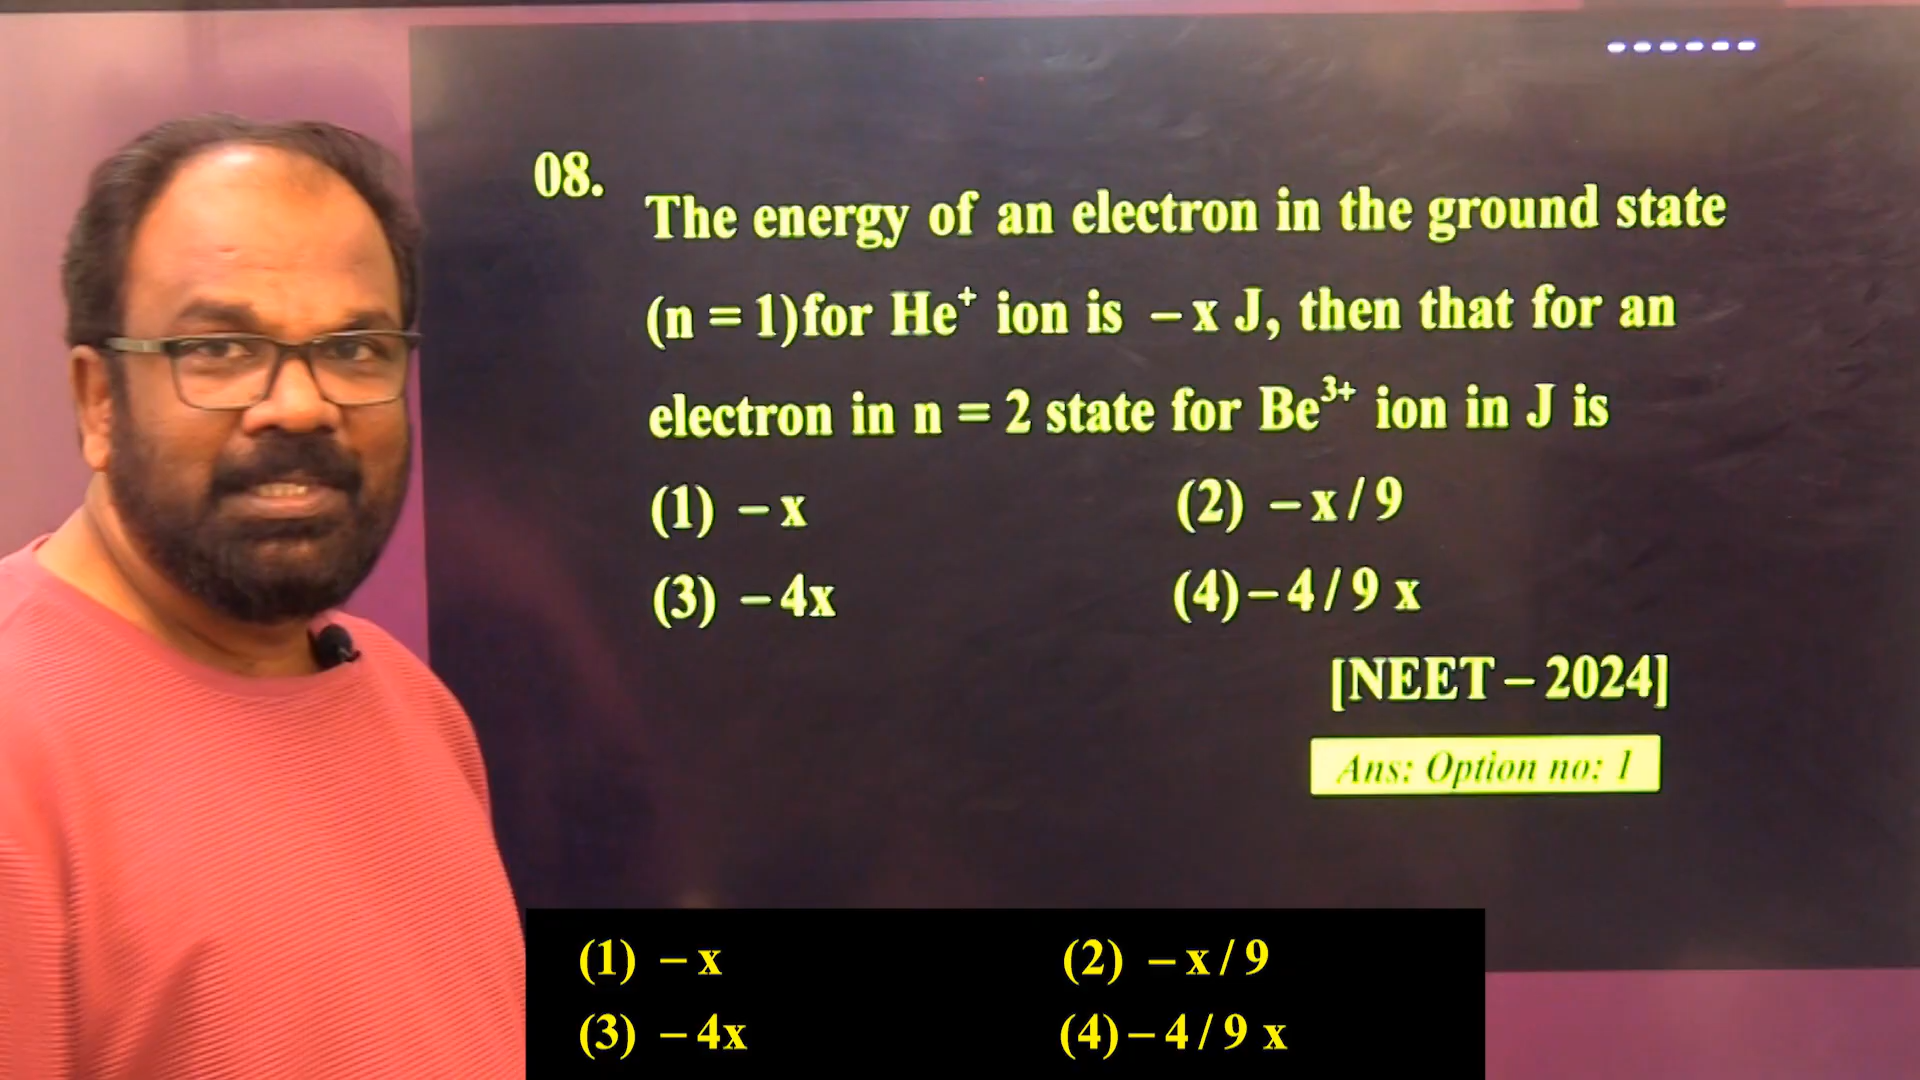 08.
The energy of an electron in the ground state
(n = 1)for He⁺ ion is – x J, then that for an
electron in n = 2 state for Be³⁺ ion in J is
(1) – x (2) – x / 9
(3) – 4x (4) – 4 / 9 x
[NEET – 2024]
Ans: Option no: 1
(1) – x (2) – x / 9
(3) – 4x (4) – 4 / 9 x